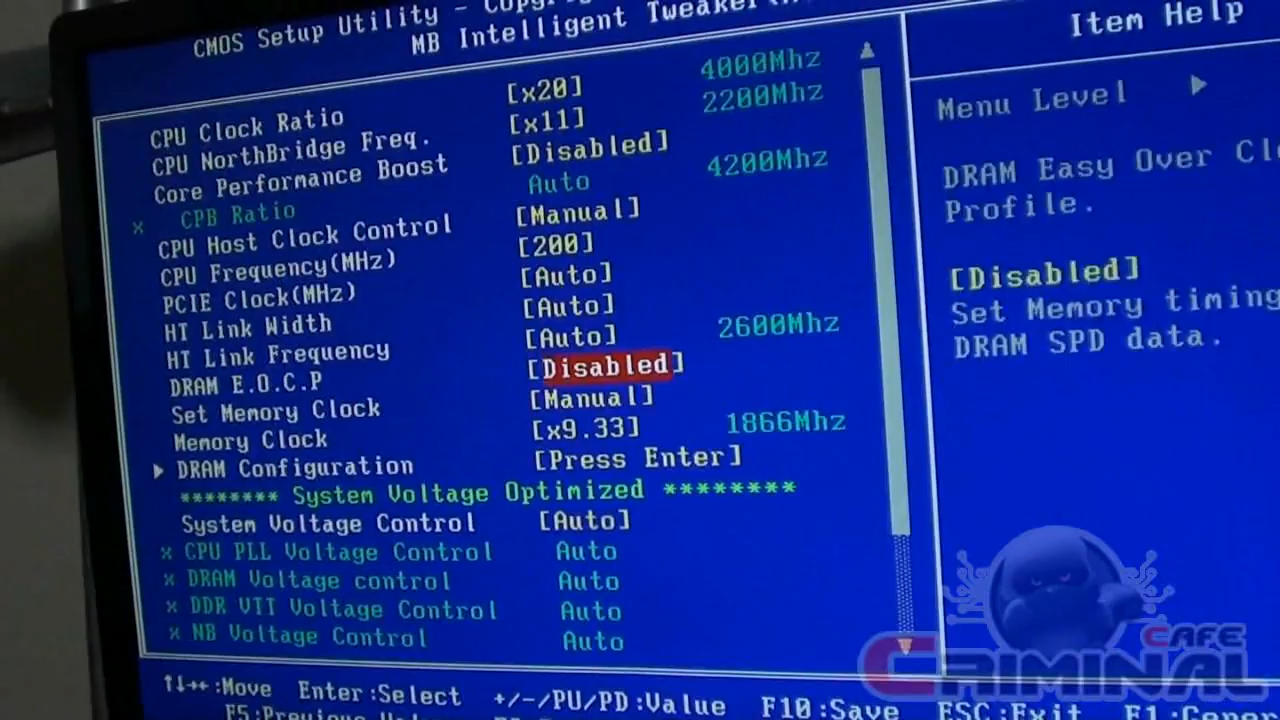 CMOS Setup Utility -
MB Intelligent Tweaker
CPU Clock Ratio [x20] 4000Mhz
CPU NorthBridge Freq. [x11] 2200Mhz
Core Performance Boost [Disabled]
x CPB Ratio Auto 4200Mhz
CPU Host Clock Control [Manual]
CPU Frequency(MHz) [200]
PCIE Clock(MHz) [Auto]
HT Link Width [Auto]
HT Link Frequency [Auto] 2600Mhz
DRAM E.O.C.P [Disabled]
Set Memory Clock [Manual]
Memory Clock [x9.33] 1866Mhz
▶ DRAM Configuration [Press Enter]
******** System Voltage Optimized ********
System Voltage Control [Auto]
x CPU PLL Voltage Control Auto
x DRAM Voltage control Auto
x DDR VTT Voltage Control Auto
x NB Voltage Control Auto
Item Help
Menu Level ▶
DRAM Easy Over
Profile.
[Disabled]
Set Memory timing
DRAM SPD data.
↑↓→←:Move Enter:Select +/-/PU/PD:Value F10:Save ESC:Exit
CAFE
CRIMINAL